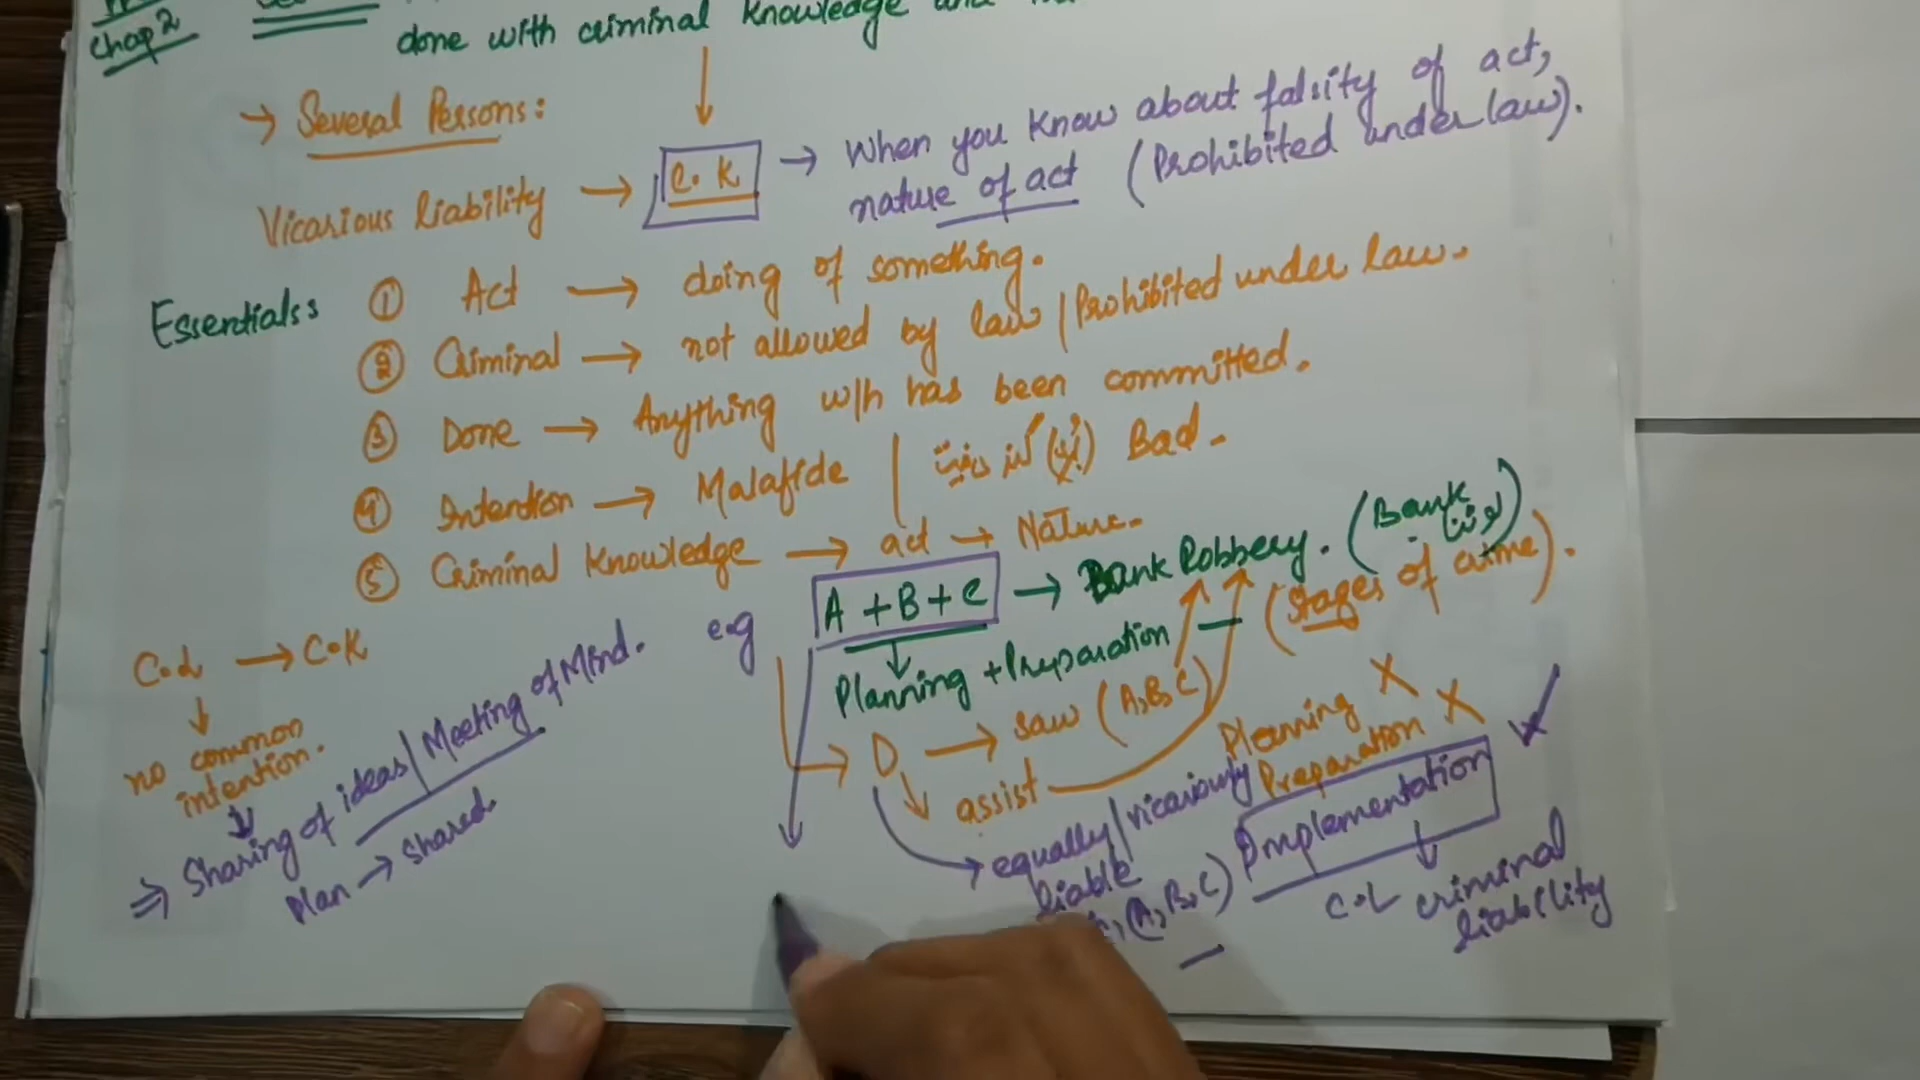 Chap 2
done with criminal knowledge and
→ Several Persons:
Vicarious liability → C.K → When you know about falsity of act,
nature of act (Prohibited under law).
Essentials:
① Act → doing of something.
② Criminal → not allowed by law / Prohibited under law.
③ Done → Anything w/h has been committed.
④ Intention → Malafide | Bad.
⑤ Criminal knowledge → act → Nature.
e.g A + B + C → Bank Robbery. (Bank لوٹنا)
Planning + Preparation (stages of crime).
D → saw (A, B, C)
assist
Planning X
Preparation X
Implementation
C.L criminal
liability
equally/vicariously
liable
(A, B, C)
C.L → C.K
no common
intention.
⇒ Sharing of ideas/Meeting of Mind.
Plan → Shared.